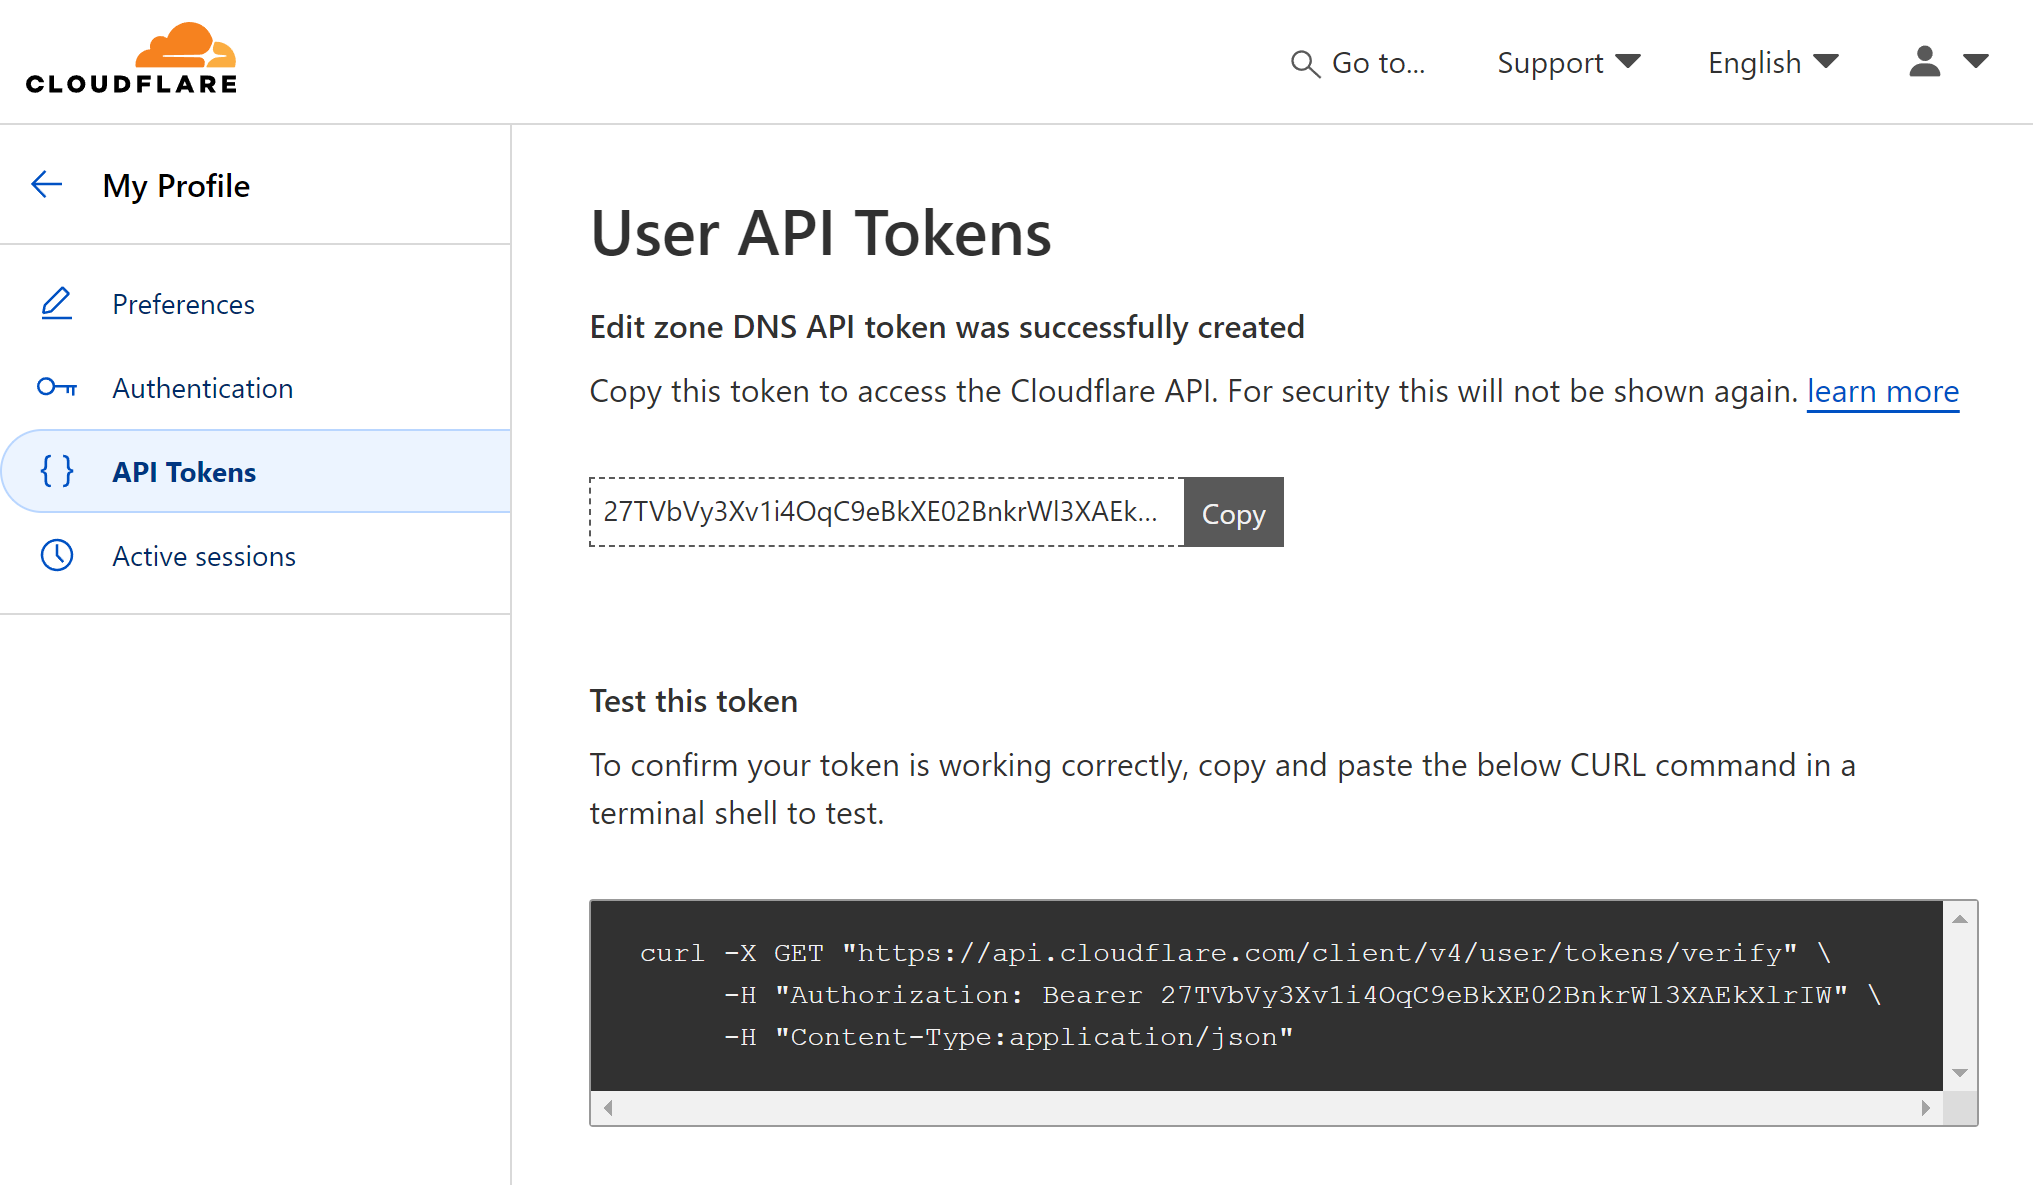 CLOUDFLARE
Go to...
Support
English
My Profile
Preferences
Authentication
API Tokens
Active sessions
User API Tokens
Edit zone DNS API token was successfully created
Copy this token to access the Cloudflare API. For security this will not be shown again. learn more
27TVbVy3Xv1i4OqC9eBkXE02BnkrWl3XAEk...
Copy
Test this token
To confirm your token is working correctly, copy and paste the below CURL command in a
terminal shell to test.
curl -X GET "https://api.cloudflare.com/client/v4/user/tokens/verify" \
-H "Authorization: Bearer 27TVbVy3Xv1i4OqC9eBkXE02BnkrWl3XAEkXlrIW" \
-H "Content-Type:application/json"